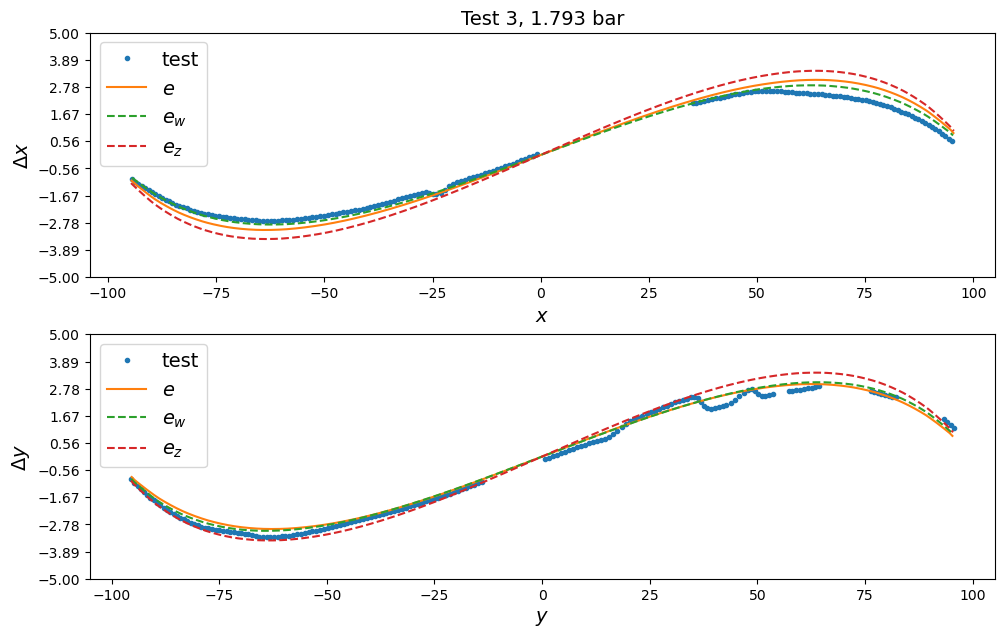 Test 3, 1.793 bar
5.00
3.89
2.78
1.67
0.56
−0.56
−1.67
−2.78
−3.89
−5.00
Δx
test
e
e_w
e_z
−100 −75 −50 −25 0 25 50 75 100
x
5.00
3.89
2.78
1.67
0.56
−0.56
−1.67
−2.78
−3.89
−5.00
Δy
test
e
e_w
e_z
−100 −75 −50 −25 0 25 50 75 100
y